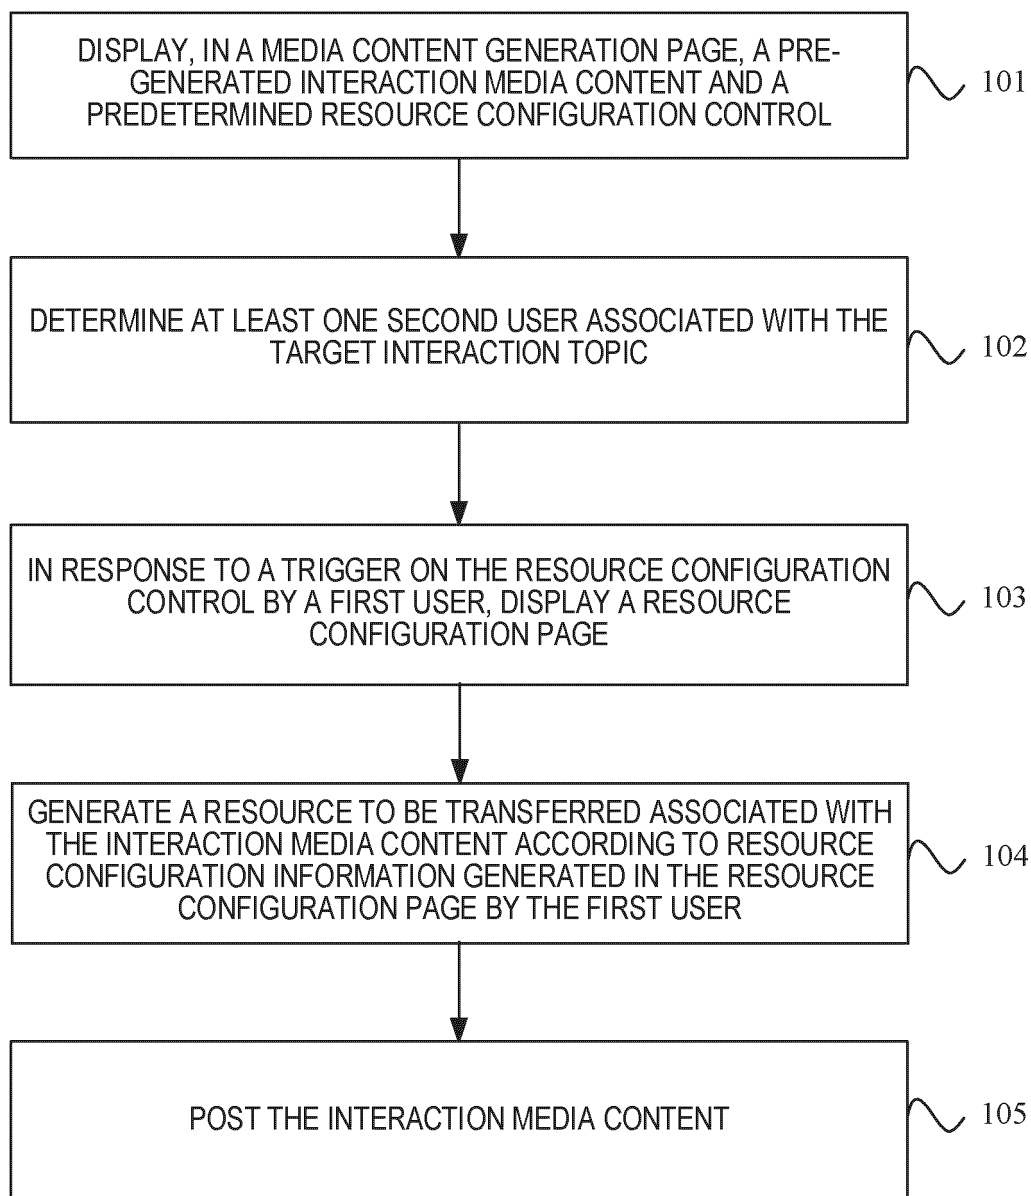 DISPLAY, IN A MEDIA CONTENT GENERATION PAGE, A PRE-
GENERATED INTERACTION MEDIA CONTENT AND A
PREDETERMINED RESOURCE CONFIGURATION CONTROL
101
DETERMINE AT LEAST ONE SECOND USER ASSOCIATED WITH THE
TARGET INTERACTION TOPIC
102
IN RESPONSE TO A TRIGGER ON THE RESOURCE CONFIGURATION
CONTROL BY A FIRST USER, DISPLAY A RESOURCE
CONFIGURATION PAGE
103
GENERATE A RESOURCE TO BE TRANSFERRED ASSOCIATED WITH
THE INTERACTION MEDIA CONTENT ACCORDING TO RESOURCE
CONFIGURATION INFORMATION GENERATED IN THE RESOURCE
CONFIGURATION PAGE BY THE FIRST USER
104
POST THE INTERACTION MEDIA CONTENT
105